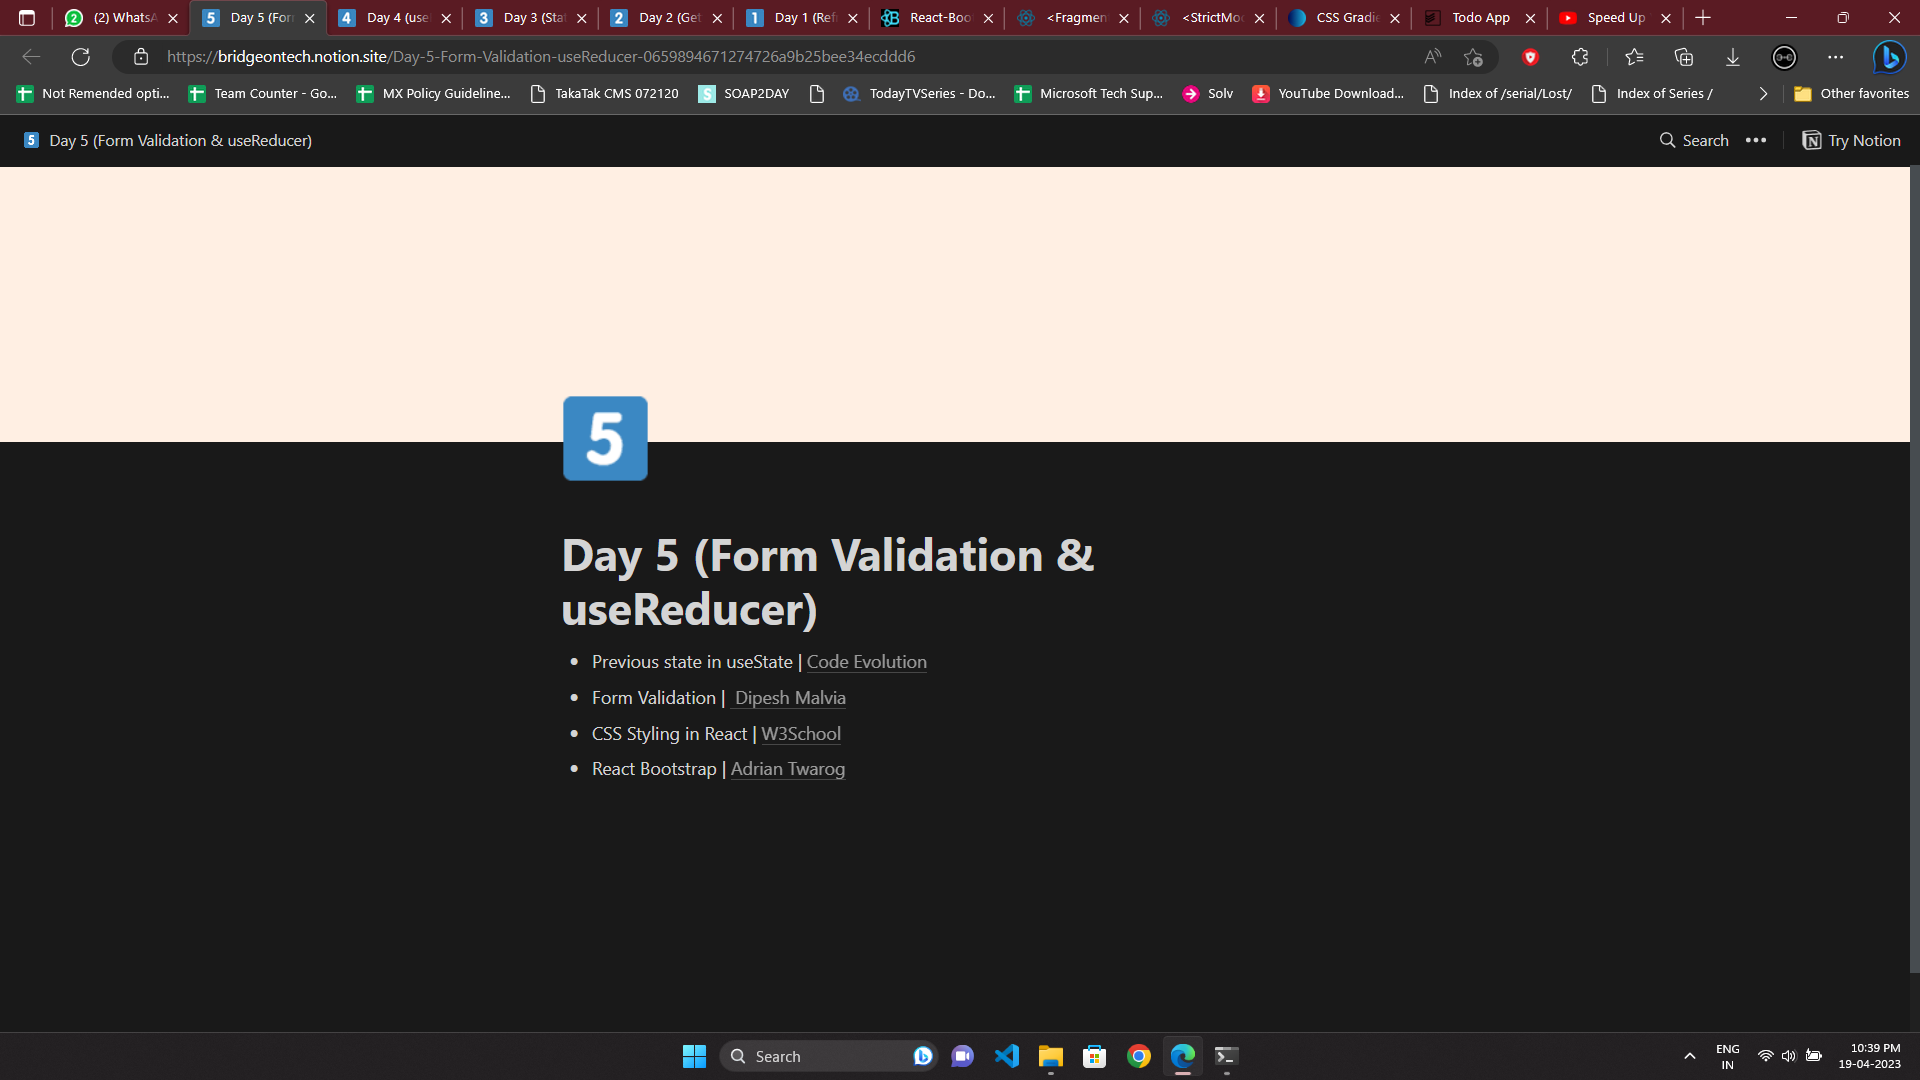 (2) WhatsA
Day 5 (For
Day 4 (use
Day 3 (Stat
Day 2 (Get
Day 1 (Refr
React-Boo
<Fragmen
<StrictMo
CSS Gradie
Todo App
Speed Up
https://bridgeontech.notion.site/Day-5-Form-Validation-useReducer-0659894671274726a9b25bee34ecddd6
Not Remended opti...
Team Counter - Go...
MX Policy Guideline...
TakaTak CMS 072120
SOAP2DAY
TodayTVSeries - Do...
Microsoft Tech Sup...
Solv
YouTube Download...
Index of /serial/Lost/
Index of Series /
Other favorites
5 Day 5 (Form Validation & useReducer)
Search
Try Notion
5
Day 5 (Form Validation &
useReducer)
• Previous state in useState | Code Evolution
• Form Validation | Dipesh Malvia
• CSS Styling in React | W3School
• React Bootstrap | Adrian Twarog
Search
ENG
IN
10:39 PM
19-04-2023